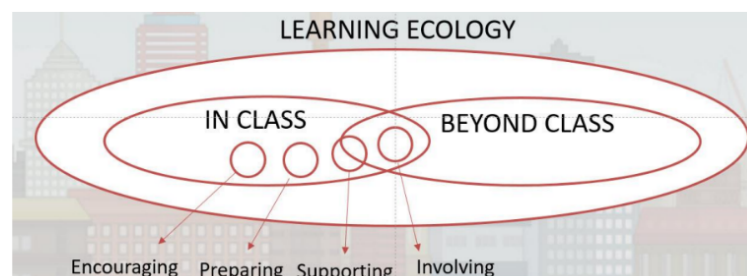 LEARNING ECOLOGY
IN CLASS
BEYOND CLASS
Encouraging
Preparing
Supporting
Involving